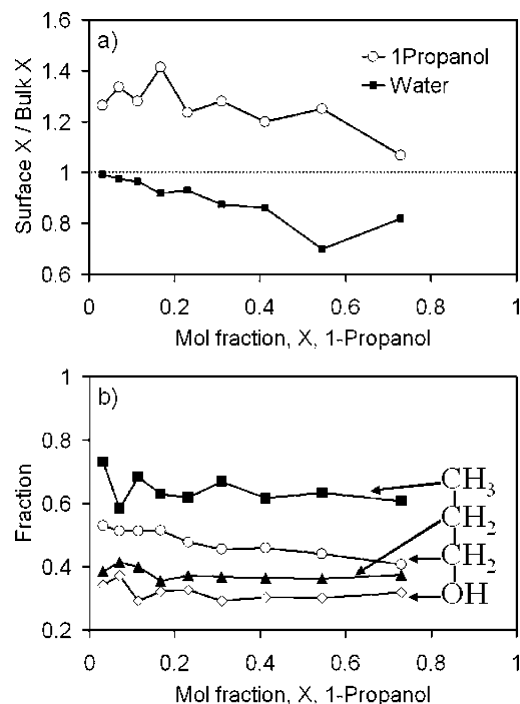 1.6
a)
1Propanol
1.4
Water
1.2
1
0.8
0.6
Surface X / Bulk X
0 0.2 0.4 0.6 0.8 1
Mol fraction, X, 1-Propanol
1
b)
0.8
0.6
0.4
0.2
Fraction
CH3
CH2
CH2
OH
0 0.2 0.4 0.6 0.8 1
Mol fraction, X, 1-Propanol